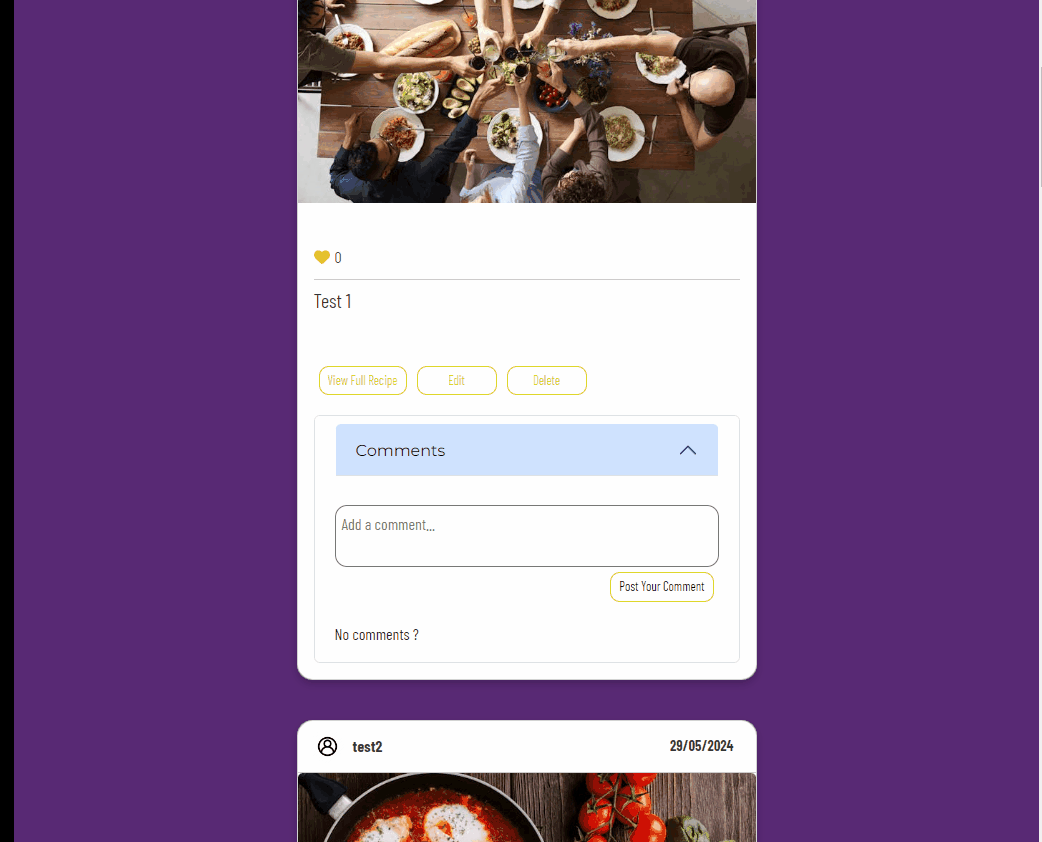 0
Test 1
View Full Recipe Edit Delete
Comments
Add a comment...
Post Your Comment
No comments ?
test2 29/05/2024